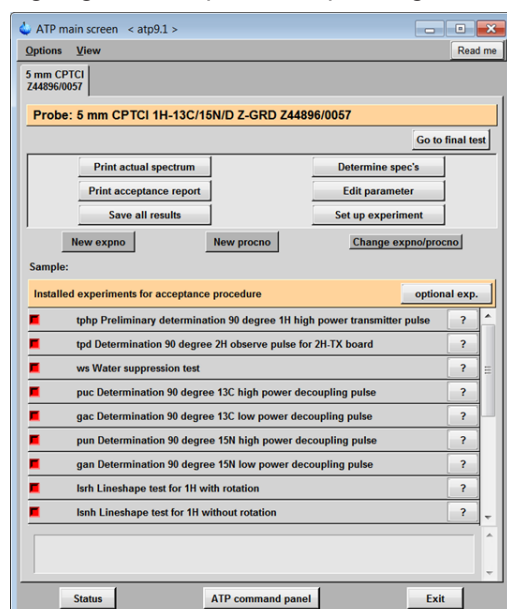 ATP main screen < atp9.1 >
Options View Read me
5 mm CPTCI
Z44896/0057
Probe: 5 mm CPTCI 1H-13C/15N/D Z-GRD Z44896/0057
Go to final test
Print actual spectrum Determine spec's
Print acceptance report Edit parameter
Save all results Set up experiment
New expno New procno Change expno/procno
Sample:
Installed experiments for acceptance procedure optional exp.
tphp Preliminary determination 90 degree 1H high power transmitter pulse ?
tpd Determination 90 degree 2H observe pulse for 2H-TX board ?
ws Water suppression test ?
puc Determination 90 degree 13C high power decoupling pulse ?
gac Determination 90 degree 13C low power decoupling pulse ?
pun Determination 90 degree 15N high power decoupling pulse ?
gan Determination 90 degree 15N low power decoupling pulse ?
lsrh Lineshape test for 1H with rotation ?
lsnh Lineshape test for 1H without rotation ?
Status ATP command panel Exit